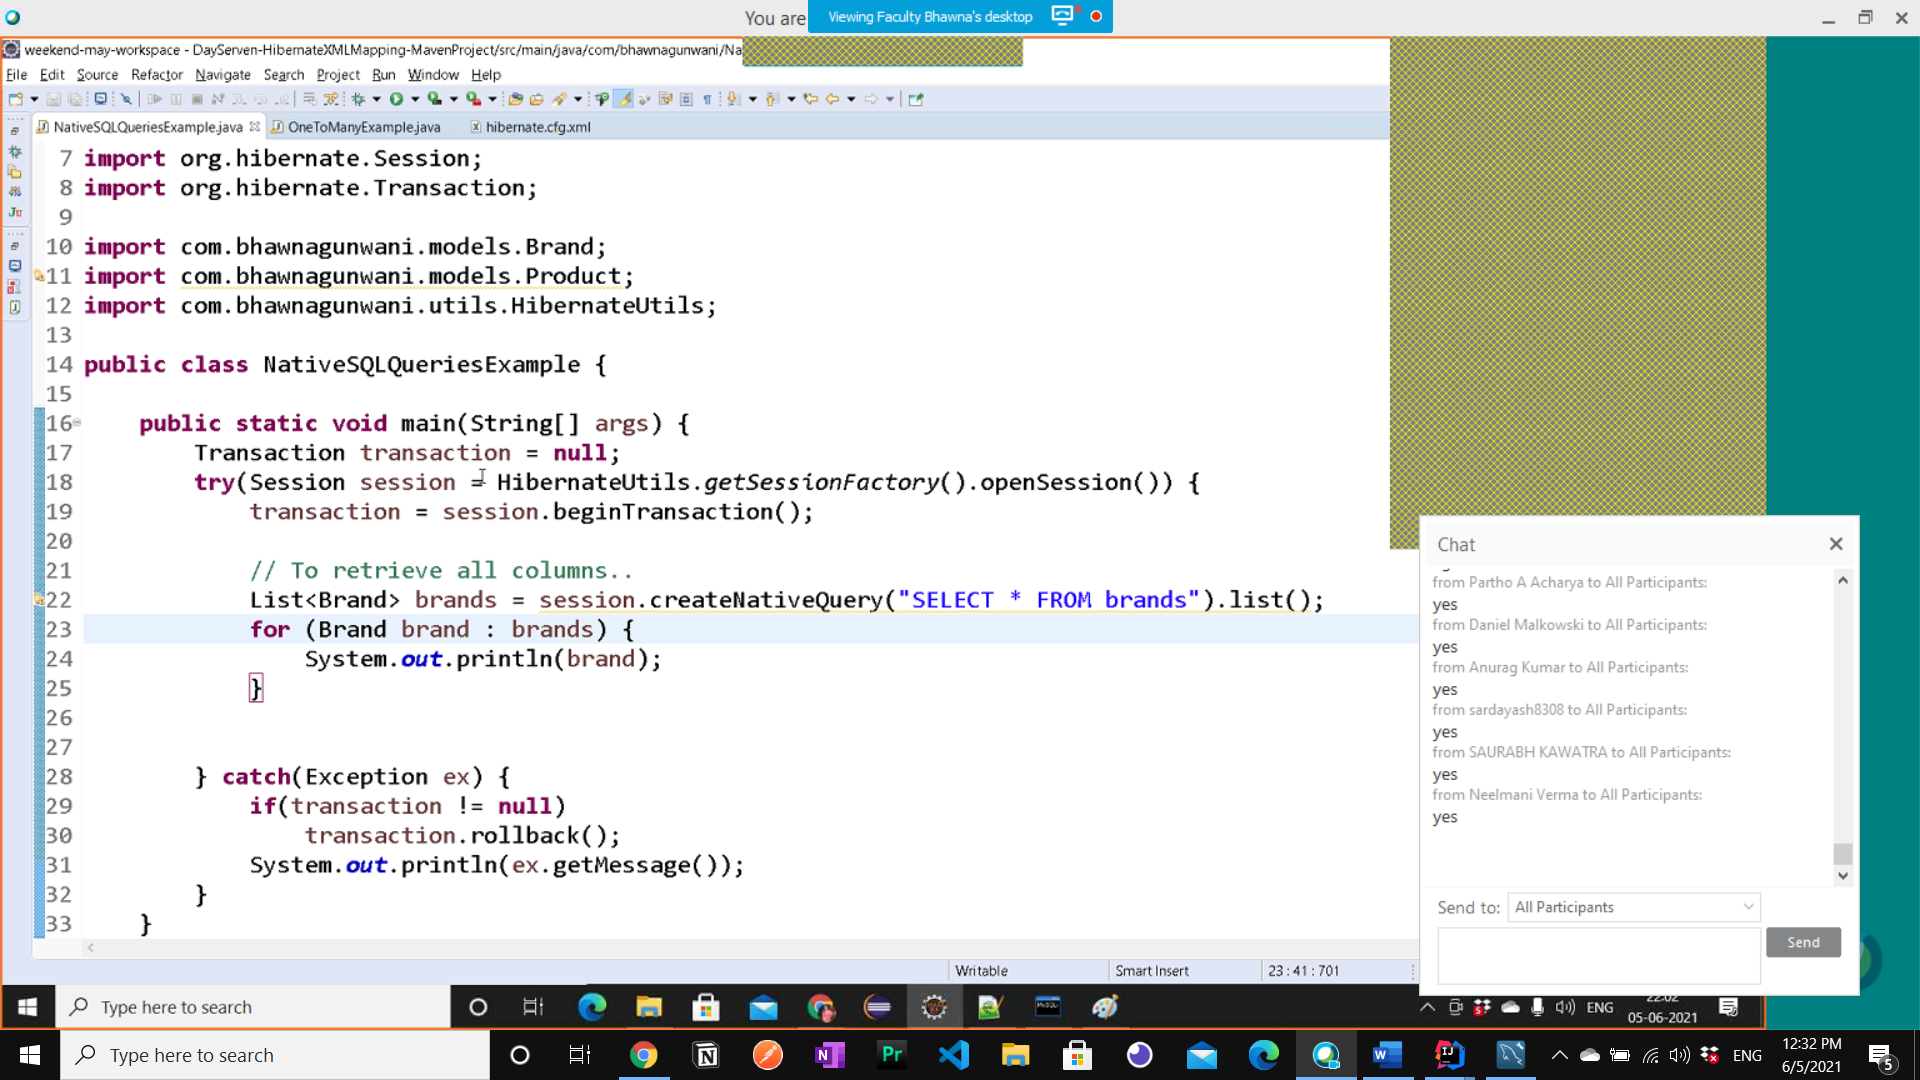 You are
Viewing Faculty Bhawna's desktop
weekend-may-workspace - DayServen-HibernateXMLMapping-MavenProject/src/main/java/com/bhawnagunwani/Na
File Edit Source Refactor Navigate Search Project Run Window Help
NativeSQLQueriesExample.java OneToManyExample.java hibernate.cfg.xml
7 import org.hibernate.Session;
8 import org.hibernate.Transaction;
9
10 import com.bhawnagunwani.models.Brand;
11 import com.bhawnagunwani.models.Product;
12 import com.bhawnagunwani.utils.HibernateUtils;
13
14 public class NativeSQLQueriesExample {
15
16 public static void main(String[] args) {
17 Transaction transaction = null;
18 try(Session session = HibernateUtils.getSessionFactory().openSession()) {
19 transaction = session.beginTransaction();
20
21 // To retrieve all columns..
22 List<Brand> brands = session.createNativeQuery("SELECT * FROM brands").list();
23 for (Brand brand : brands) {
24 System.out.println(brand);
25 }
26
27
28 } catch(Exception ex) {
29 if(transaction != null)
30 transaction.rollback();
31 System.out.println(ex.getMessage());
32 }
33 }
Writable Smart Insert 23 : 41 : 701
Chat
from Partho A Acharya to All Participants:
yes
from Daniel Malkowski to All Participants:
yes
from Anurag Kumar to All Participants:
yes
from sardayash8308 to All Participants:
yes
from SAURABH KAWATRA to All Participants:
yes
from Neelmani Verma to All Participants:
yes
Send to: All Participants
Send
Type here to search
ENG
22:02
05-06-2021
Type here to search
ENG
12:32 PM
6/5/2021
5